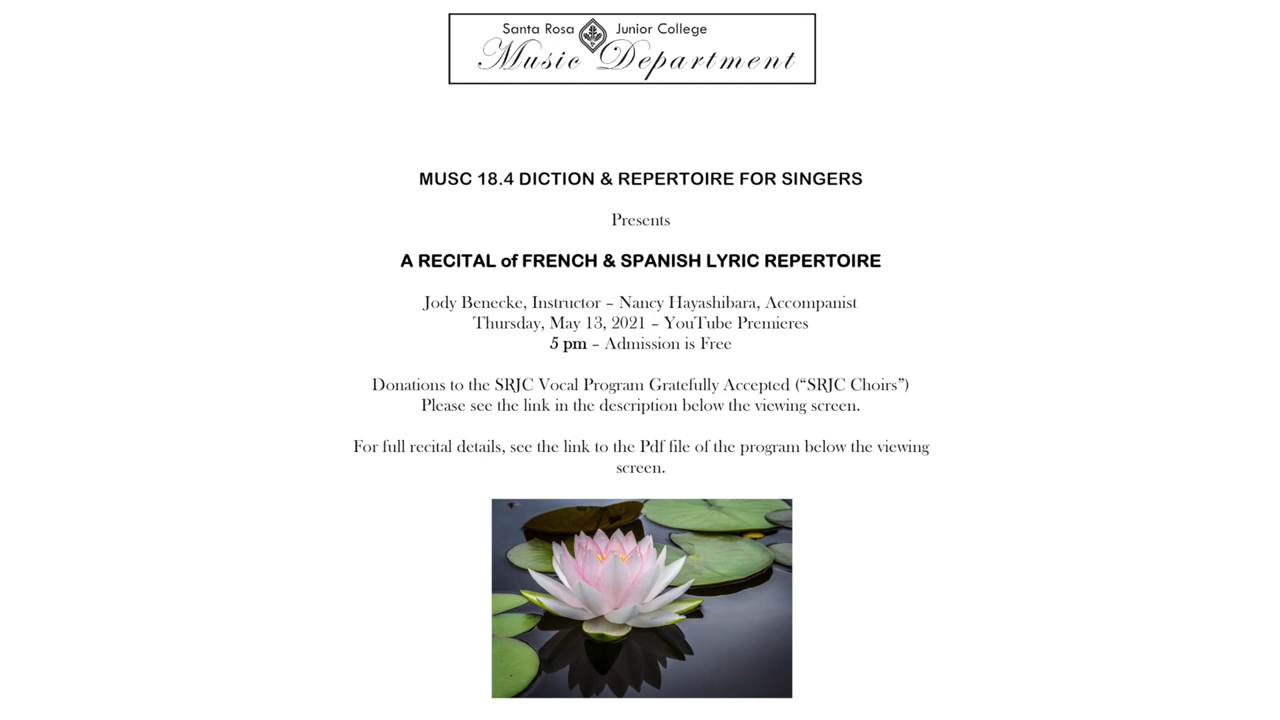 Santa Rosa Junior College
Music Department
MUSC 18.4 DICTION & REPERTOIRE FOR SINGERS
Presents
A RECITAL of FRENCH & SPANISH LYRIC REPERTOIRE
Jody Benecke, Instructor – Nancy Hayashibara, Accompanist
Thursday, May 13, 2021 – YouTube Premieres
5 pm – Admission is Free
Donations to the SRJC Vocal Program Gratefully Accepted (“SRJC Choirs”)
Please see the link in the description below the viewing screen.
For full recital details, see the link to the Pdf file of the program below the viewing
screen.